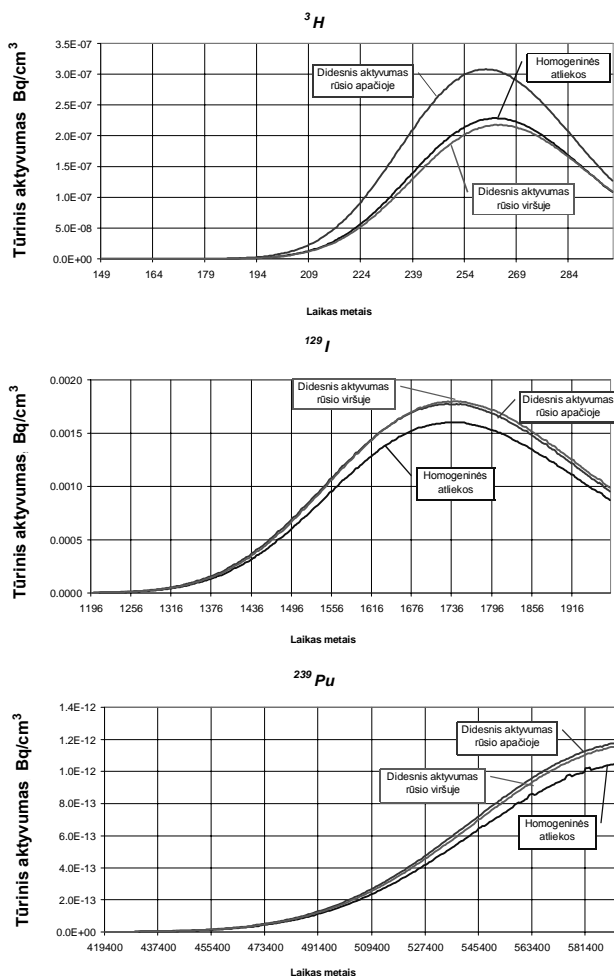 ³H
Tūrinis aktyvumas Bq/cm³
3.5E-07
3.0E-07
2.5E-07
2.0E-07
1.5E-07
1.0E-07
5.0E-08
0.0E+00
Didesnis aktyvumas
rūsio apačioje
Homogeninės
atliekos
Didesnis aktyvumas
rūsio viršuje
149 164 179 194 209 224 239 254 269 284
Laikas metais
¹²⁹I
Tūrinis aktyvumas, Bq/cm³
0.0020
0.0015
0.0010
0.0005
0.0000
Didesnis aktyvumas
rūsio viršuje
Didesnis aktyvumas
rūsio apačioje
Homogeninės
atliekos
1196 1256 1316 1376 1436 1496 1556 1616 1676 1736 1796 1856 1916
Laikas metais
²³⁹Pu
Tūrinis aktyvumas Bq/cm³
1.4E-12
1.2E-12
1.0E-12
8.0E-13
6.0E-13
4.0E-13
2.0E-13
0.0E+00
Didesnis aktyvumas
rūsio apačioje
Didesnis aktyvumas
rūsio viršuje
Homogeninės
atliekos
419400 437400 455400 473400 491400 509400 527400 545400 563400 581400
Laikas metais